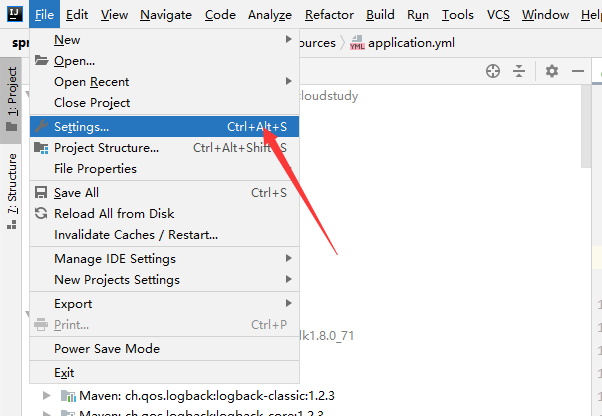 IJ File Edit View Navigate Code Analyze Refactor Build Run Tools VCS Window Help
spr ources application.yml
1: Project
7: Structure
New
Open...
Open Recent
Close Project
Settings... Ctrl+Alt+S
Project Structure... Ctrl+Alt+Shift+S
File Properties
Save All Ctrl+S
Reload All from Disk
Invalidate Caches / Restart...
Manage IDE Settings
New Projects Settings
Export
Print... Ctrl+P
Power Save Mode
Exit
cloudstudy
dk1.8.0_71
Maven: ch.qos.logback:logback-classic:1.2.3
Maven: ch.qos.logback:logback-core:1.2.3